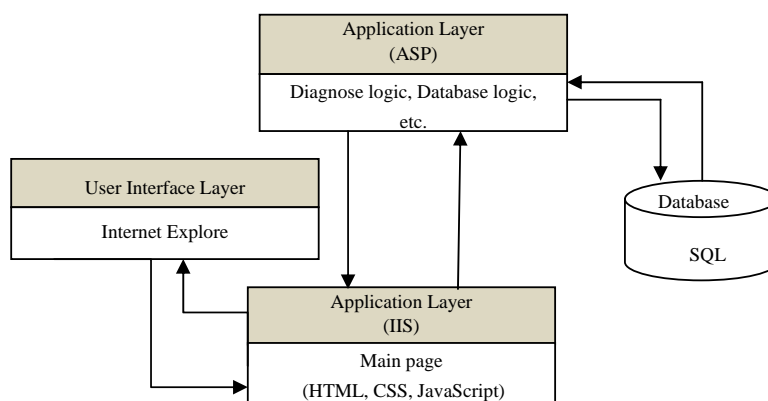 Application Layer
(ASP)
Diagnose logic, Database logic,
etc.
User Interface Layer
Internet Explore
Database
SQL
Application Layer
(IIS)
Main page
(HTML, CSS, JavaScript)